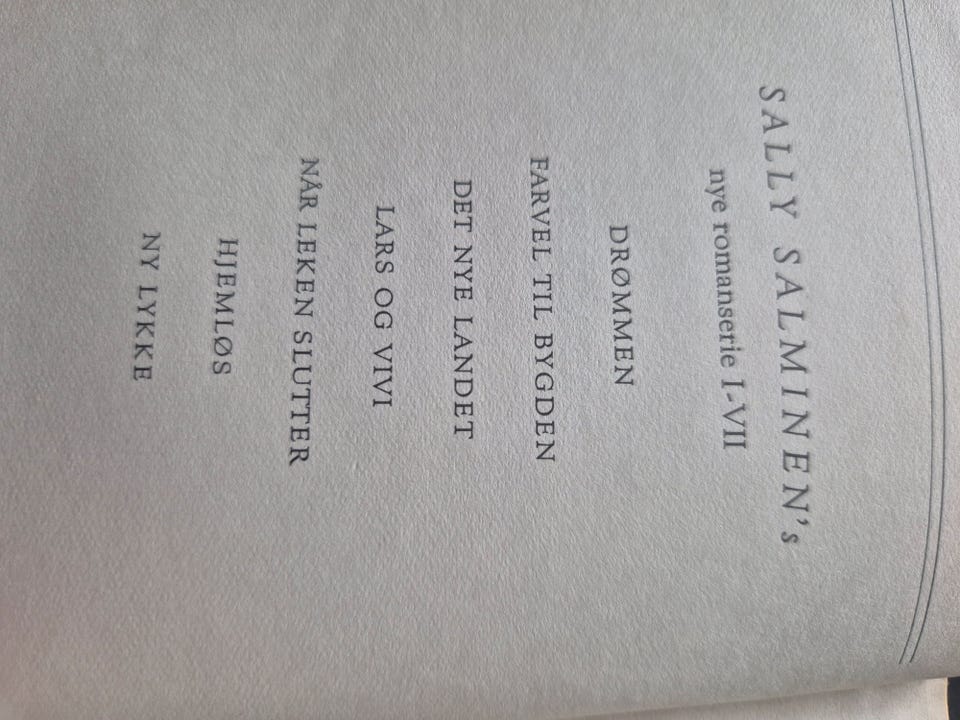 SALLY SALMINEN's
nye romanserie I-VII
DRØMMEN
FARVEL TIL BYGDEN
DET NYE LANDET
LARS OG VIVI
NÅR LEKEN SLUTTER
HJEMLØS
NY LYKKE